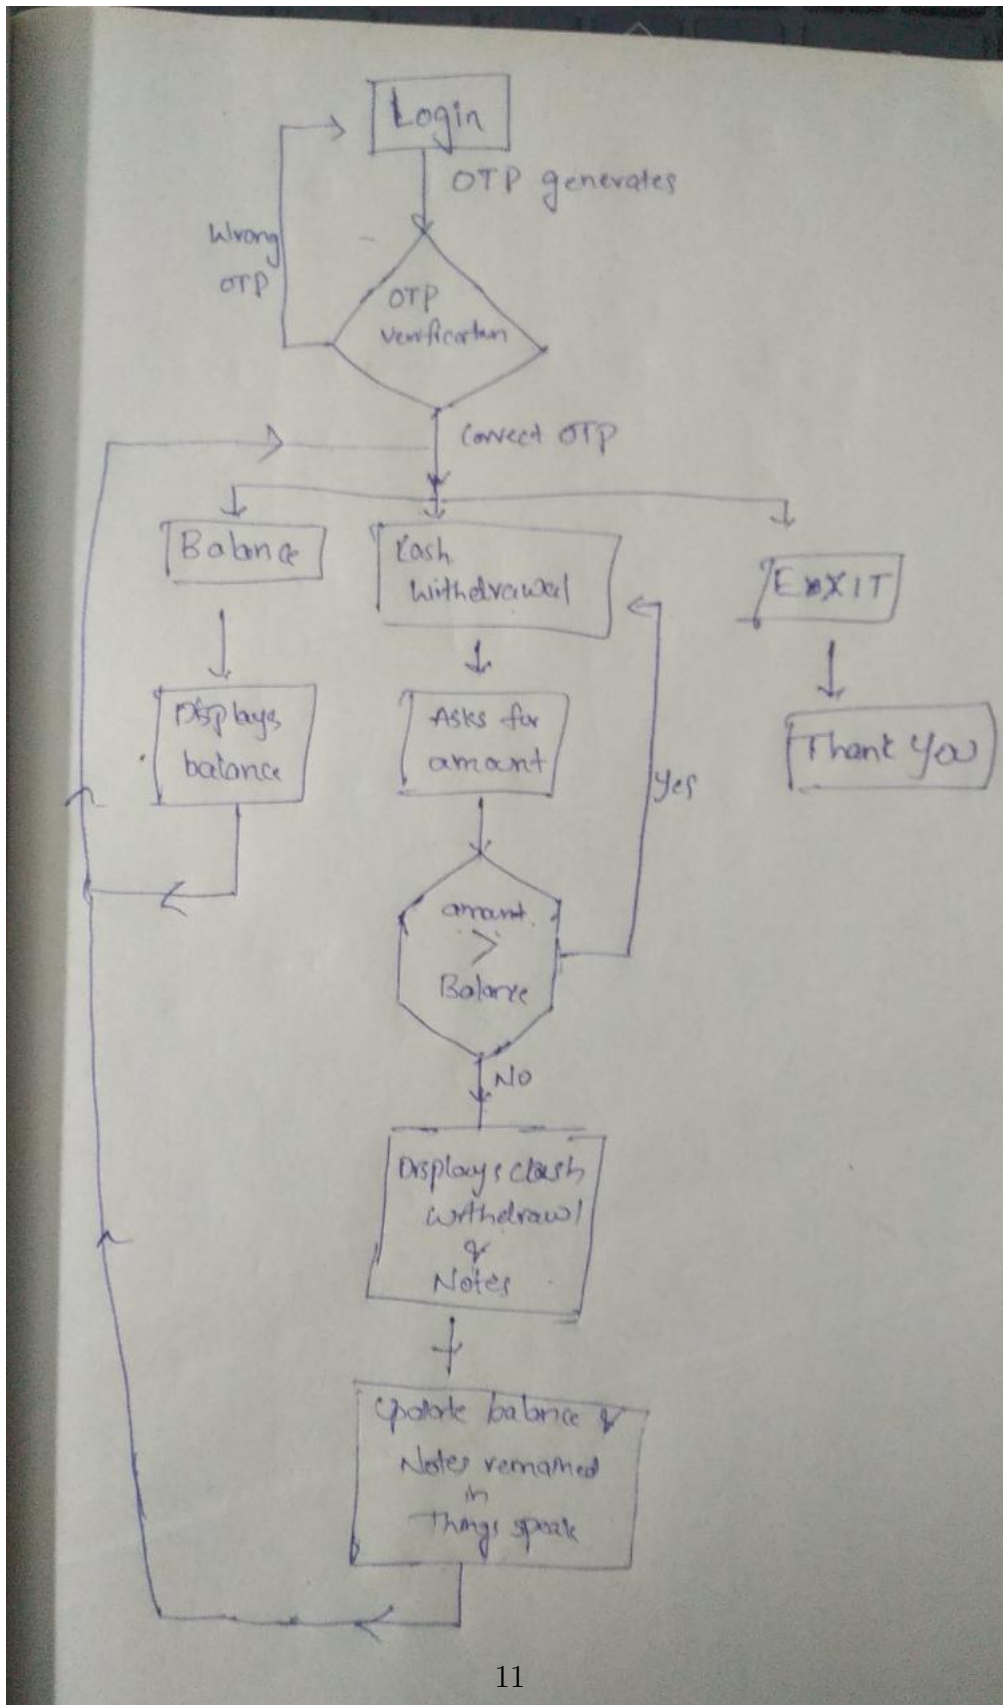 Login
OTP generates
Wrong
OTP
OTP
verification
Correct OTP
Balance
Cash
withdrawal
EXIT
Displays
balance
Asks for
amount
Thank You
Yes
amount
>
Balance
No
Displays cash
withdrawl
&
Notes
Update balance &
Notes remained
in
Things speak
11